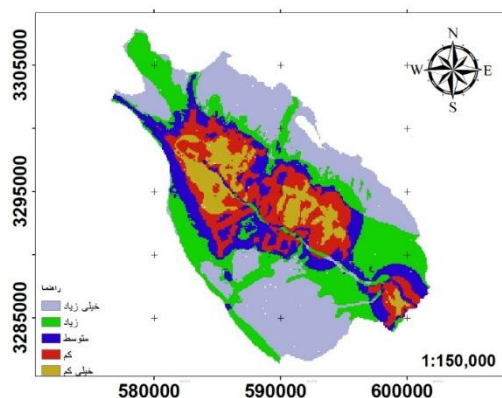 3305000
3295000
3285000
N
W E
S
راهنما
خیلی زیاد
زیاد
متوسط
کم
خیلی کم
1:150,000
580000 590000 600000